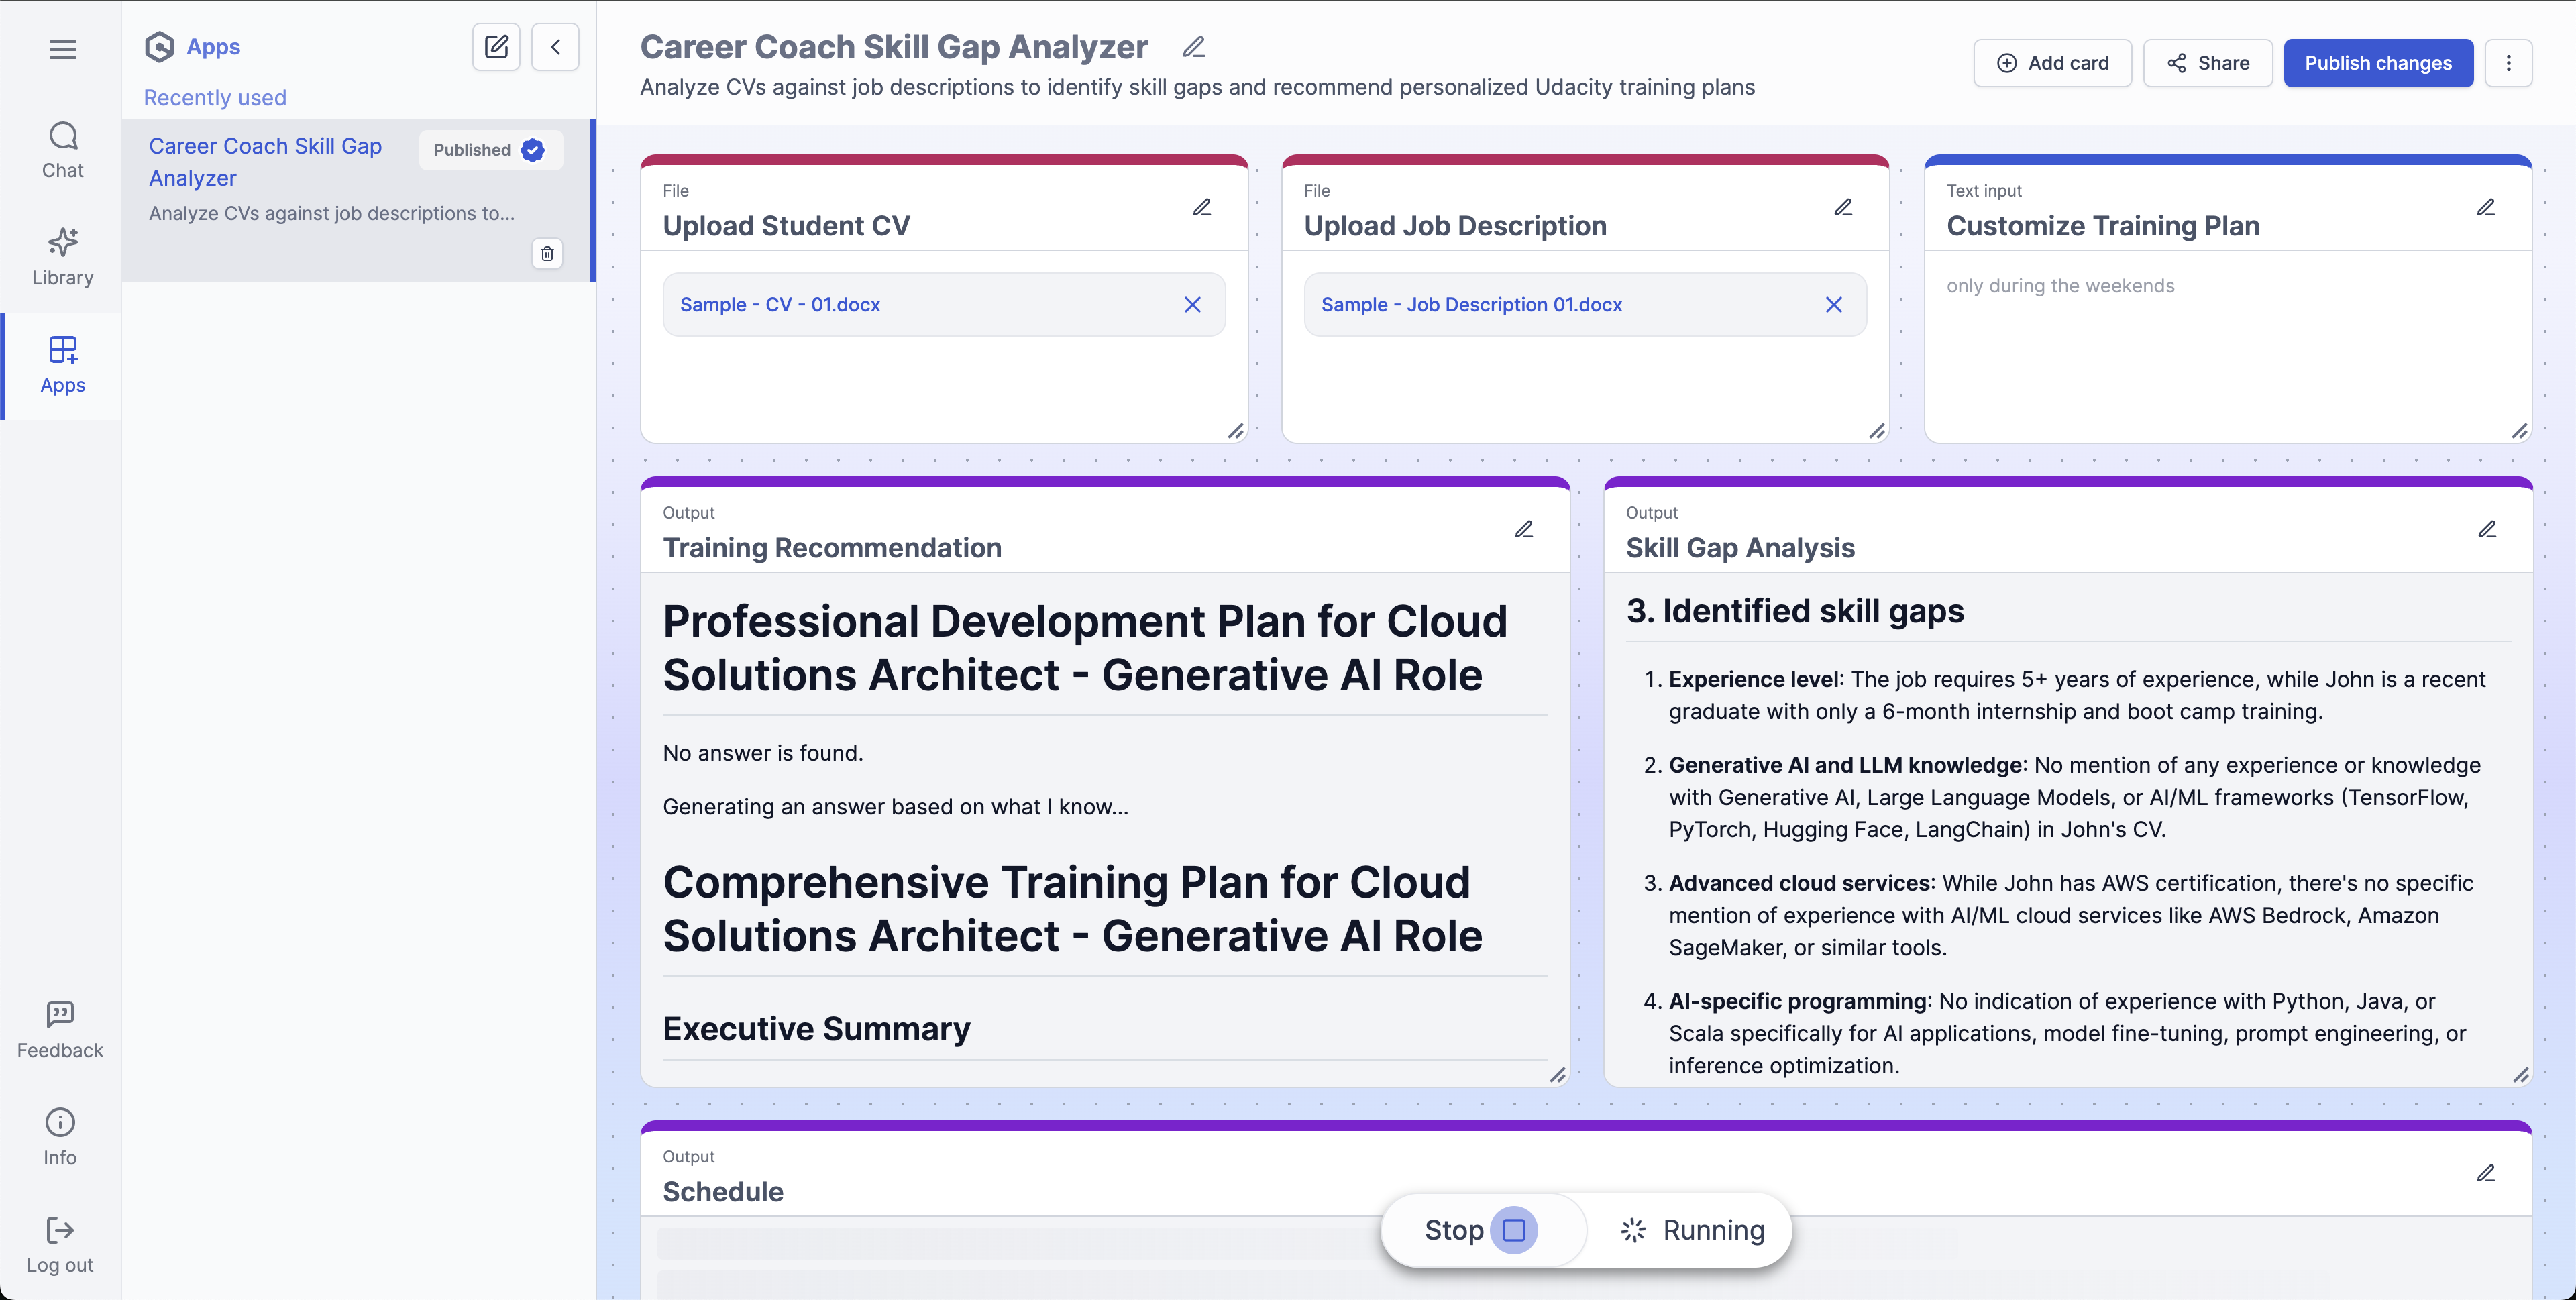 Apps
Recently used
Career Coach Skill Gap
Analyzer
Published
Analyze CVs against job descriptions to...
Chat
Library
Apps
Feedback
Info
Log out
Career Coach Skill Gap Analyzer
Analyze CVs against job descriptions to identify skill gaps and recommend personalized Udacity training plans
Add card
Share
Publish changes
File
Upload Student CV
Sample - CV - 01.docx
File
Upload Job Description
Sample - Job Description 01.docx
Text input
Customize Training Plan
only during the weekends
Output
Training Recommendation
Professional Development Plan for Cloud
Solutions Architect - Generative AI Role
No answer is found.
Generating an answer based on what I know...
Comprehensive Training Plan for Cloud
Solutions Architect - Generative AI Role
Executive Summary
Output
Skill Gap Analysis
3. Identified skill gaps
1. Experience level: The job requires 5+ years of experience, while John is a recent
graduate with only a 6-month internship and boot camp training.
2. Generative AI and LLM knowledge: No mention of any experience or knowledge
with Generative AI, Large Language Models, or AI/ML frameworks (TensorFlow,
PyTorch, Hugging Face, LangChain) in John's CV.
3. Advanced cloud services: While John has AWS certification, there's no specific
mention of experience with AI/ML cloud services like AWS Bedrock, Amazon
SageMaker, or similar tools.
4. AI-specific programming: No indication of experience with Python, Java, or
Scala specifically for AI applications, model fine-tuning, prompt engineering, or
inference optimization.
Output
Schedule
Stop
Running